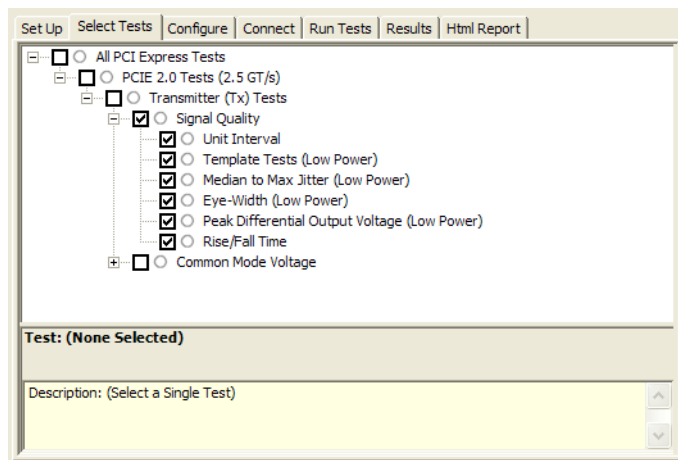 Set Up Select Tests Configure Connect Run Tests Results Html Report
All PCI Express Tests
PCIE 2.0 Tests (2.5 GT/s)
Transmitter (Tx) Tests
Signal Quality
Unit Interval
Template Tests (Low Power)
Median to Max Jitter (Low Power)
Eye-Width (Low Power)
Peak Differential Output Voltage (Low Power)
Rise/Fall Time
Common Mode Voltage
Test: (None Selected)
Description: (Select a Single Test)